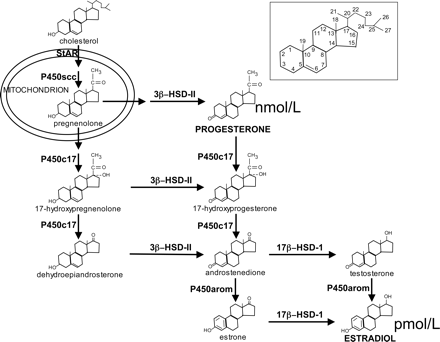 HO
cholesterol
StAR
P450scc
MITOCHONDRION
CH₃
C=O
HO
pregnenolone
3β-HSD-II
CH₃
C=O
O
PROGESTERONE
nmol/L
P450c17
P450c17
CH₃
C=O
OH
HO
17-hydroxypregnenolone
3β-HSD-II
CH₃
C=O
OH
O
17-hydroxyprogesterone
P450c17
P450c17
O
HO
dehydroepiandrosterone
3β-HSD-II
O
O
androstenedione
17β-HSD-1
OH
O
testosterone
P450arom
P450arom
O
HO
estrone
17β-HSD-1
OH
HO
ESTRADIOL
pmol/L
21 22 24 26
20 23 25 27
18 17
12 13 16
11 14 15
19 9 8
1 10
2 5 7
3 4 6